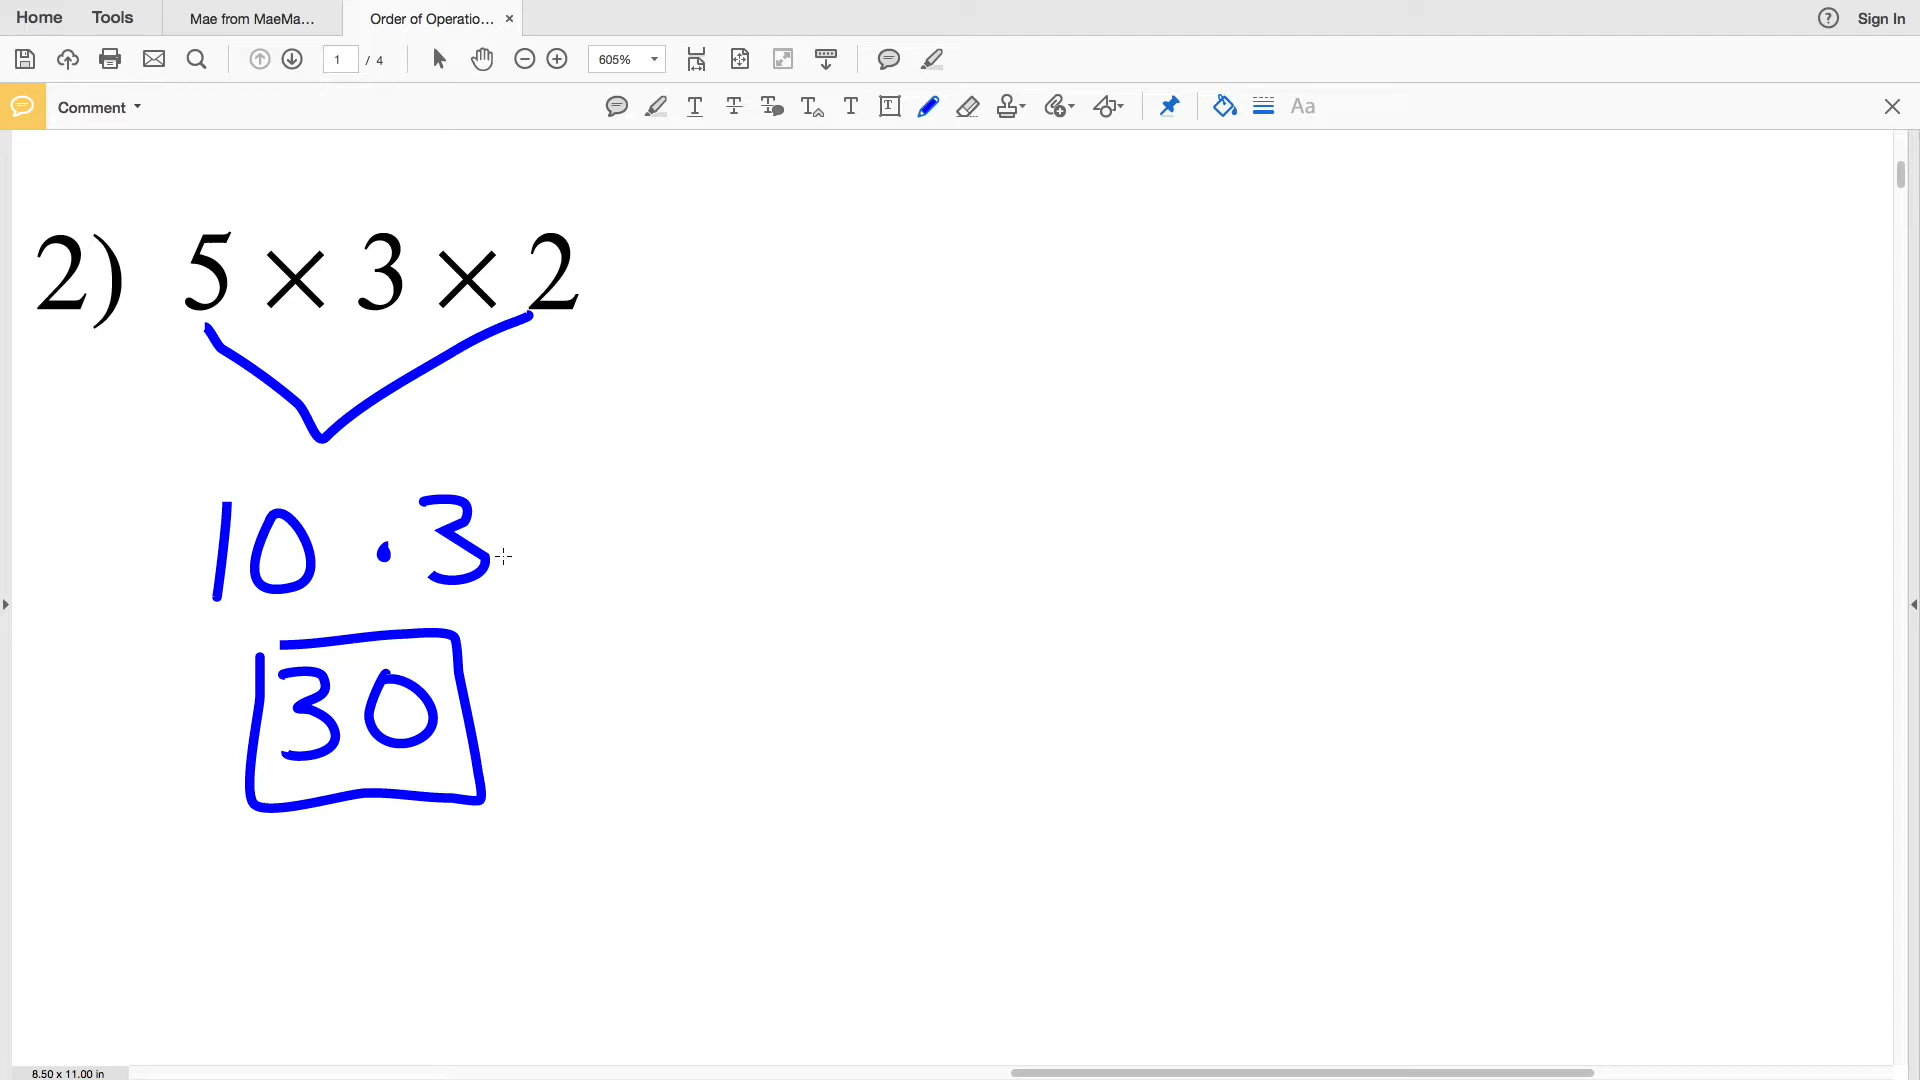 Home Tools Mae from MaeMa... Order of Operatio... × ? Sign In
1 / 4 605%
Comment T T T T T T Aa
2) 5 × 3 × 2
10 · 3
30
8.50 x 11.00 in